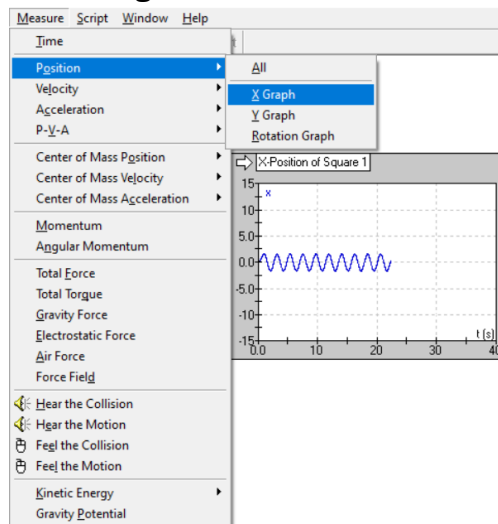 Measure Script Window Help
Time
Position
Velocity
Acceleration
P-V-A
Center of Mass Position
Center of Mass Velocity
Center of Mass Acceleration
Momentum
Angular Momentum
Total Force
Total Torque
Gravity Force
Electrostatic Force
Air Force
Force Field
Hear the Collision
Hear the Motion
Feel the Collision
Feel the Motion
Kinetic Energy
Gravity Potential
All
X Graph
Y Graph
Rotation Graph
X-Position of Square 1
15
x
10
5.0
0.0
-5.0
-10
-15
t (s)
0.0 10 20 30 40